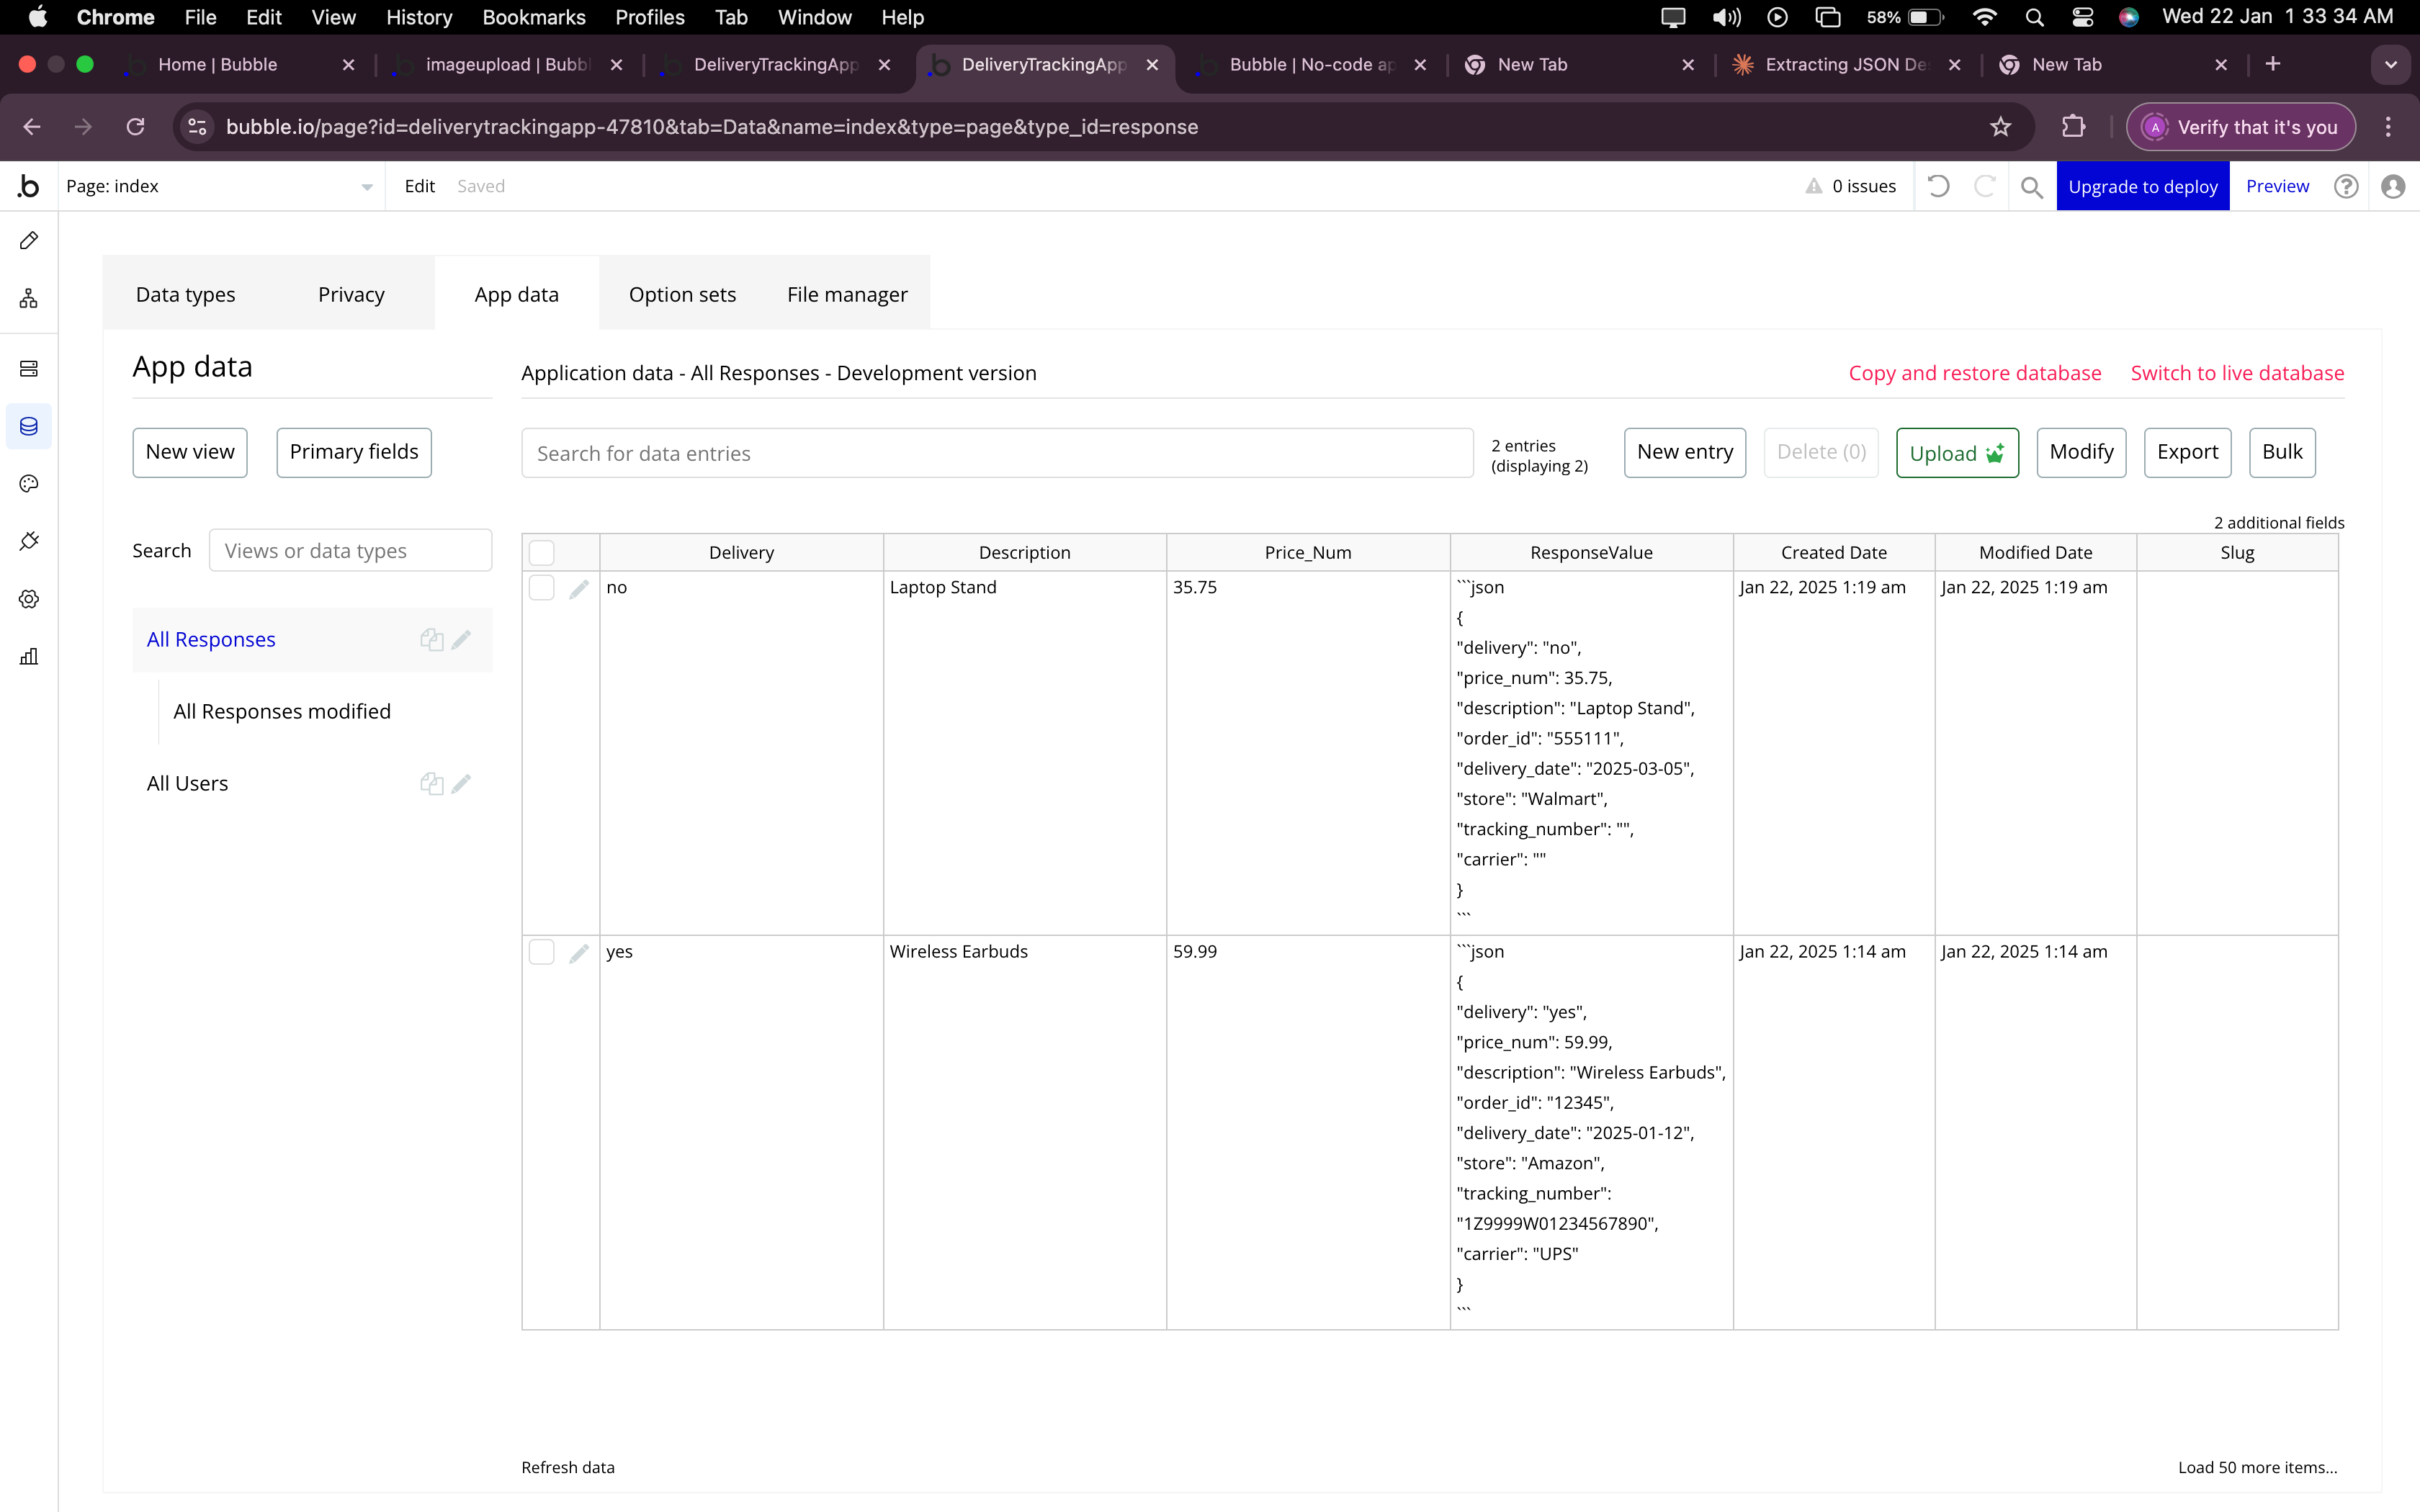 Chrome File Edit View History Bookmarks Profiles Tab Window Help 58% Wed 22 Jan 1 33 34 AM
Home | Bubble imageupload | Bubbl DeliveryTrackingApp DeliveryTrackingApp Bubble | No-code ap New Tab Extracting JSON De New Tab
bubble.io/page?id=deliverytrackingapp-47810&tab=Data&name=index&type=page&type_id=response A Verify that it's you
b Page: index Edit Saved 0 issues Upgrade to deploy Preview
Data types Privacy App data Option sets File manager
App data
Application data - All Responses - Development version Copy and restore database Switch to live database
New view Primary fields
Search for data entries
2 entries
(displaying 2)
New entry Delete (0) Upload Modify Export Bulk
2 additional fields
Search Views or data types
All Responses
All Responses modified
All Users
Delivery Description Price_Num ResponseValue Created Date Modified Date Slug
no Laptop Stand 35.75 ```json Jan 22, 2025 1:19 am Jan 22, 2025 1:19 am
{
"delivery": "no",
"price_num": 35.75,
"description": "Laptop Stand",
"order_id": "555111",
"delivery_date": "2025-03-05",
"store": "Walmart",
"tracking_number": "",
"carrier": ""
}
```
yes Wireless Earbuds 59.99 ```json Jan 22, 2025 1:14 am Jan 22, 2025 1:14 am
{
"delivery": "yes",
"price_num": 59.99,
"description": "Wireless Earbuds",
"order_id": "12345",
"delivery_date": "2025-01-12",
"store": "Amazon",
"tracking_number":
"1Z9999W01234567890",
"carrier": "UPS"
}
```
Refresh data Load 50 more items...